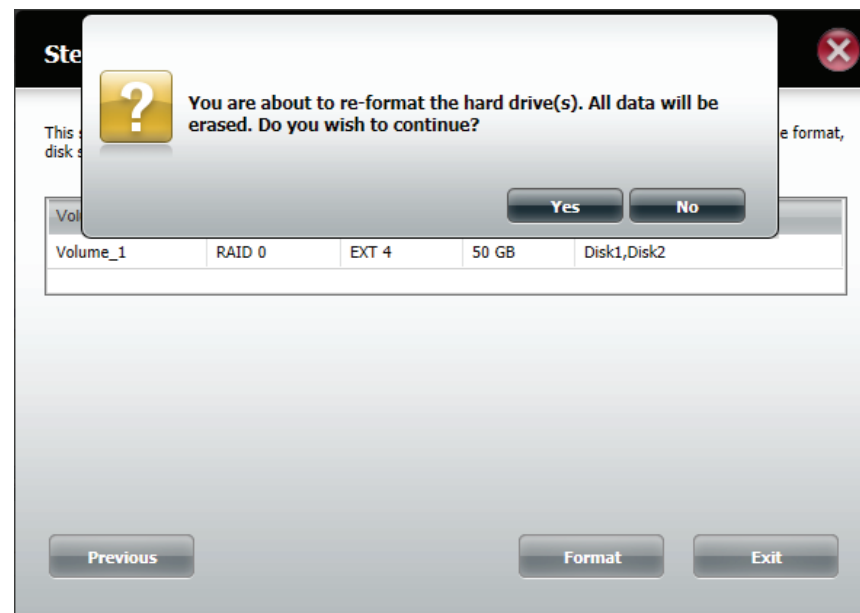 Ste
You are about to re-format the hard drive(s). All data will be
erased. Do you wish to continue?
This
e format,
disk
Yes No
Volume_1 RAID 0 EXT 4 50 GB Disk1,Disk2
Previous Format Exit